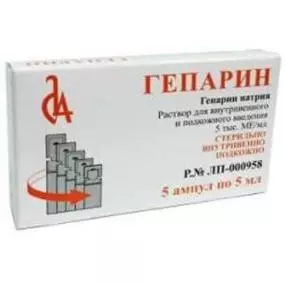 ГЕПАРИН
Гепарин натрия
Раствор для внутривенного
и подкожного введения
5 тыс. МЕ/мл
СТЕРИЛЬНО
ВНУТРИВЕННО
ПОДКОЖНО
Р.№ ЛП-000958
5 ампул по 5 мл